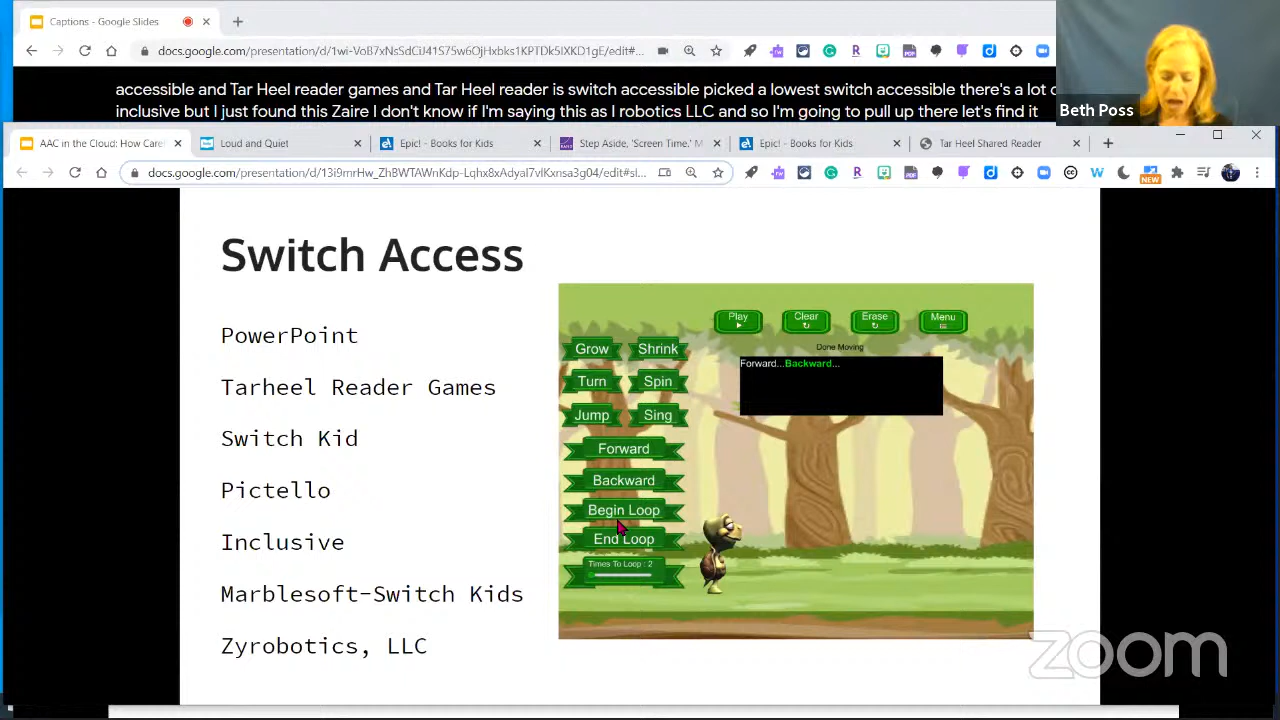 Captions - Google Slides
docs.google.com/presentation/d/1wi-VoB7xNsSdCiJ41S75w6OjHxbks1KPTDk5IXKD1gE/edit#...
accessible and Tar Heel reader games and Tar Heel reader is switch accessible picked a lowest switch accessible there's a lot
inclusive but I just found this Zaire I don't know if I'm saying this as I robotics LLC and so I'm going to pull up there let's find it
Beth Poss
AAC in the Cloud: How Care
Loud and Quiet
Epic! - Books for Kids
Step Aside, 'Screen Time,' M
Epic! - Books for Kids
Tar Heel Shared Reader
docs.google.com/presentation/d/13i9mrHw_ZhBWTAWnKdp-Lqhx8xAdyaI7vlKxnsa3g04/edit#sl...
NEW
Switch Access
PowerPoint
Tarheel Reader Games
Switch Kid
Pictello
Inclusive
Marblesoft-Switch Kids
Zyrobotics, LLC
Play
Clear
Erase
Menu
Done Moving
Forward...Backward...
Grow
Shrink
Turn
Spin
Jump
Sing
Forward
Backward
Begin Loop
End Loop
Times To Loop : 2
zoom